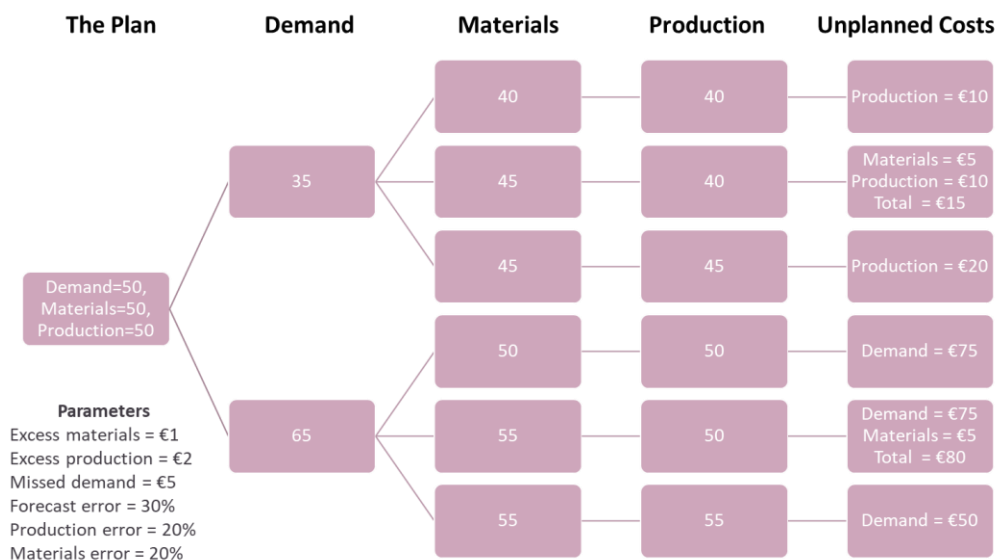 The Plan
Demand
Materials
Production
Unplanned Costs
40
40
Production = €10
35
45
40
Materials = €5
Production = €10
Total = €15
45
45
Production = €20
Demand=50,
Materials=50,
Production=50
50
50
Demand = €75
65
55
50
Demand = €75
Materials = €5
Total = €80
55
55
Demand = €50
Parameters
Excess materials = €1
Excess production = €2
Missed demand = €5
Forecast error = 30%
Production error = 20%
Materials error = 20%